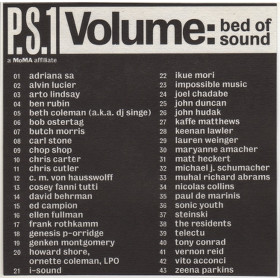 P.S.1 Volume: bed of
sound
a MoMA affiliate
01 adriana sa
02 alvin lucier
03 arto lindsay
04 ben rubin
05 beth coleman (a.k.a. dj singe)
06 bob ostertag
07 butch morris
08 carl stone
09 chop shop
10 chris carter
11 chris cutler
12 c. m. von hausswolff
13 cosey fanni tutti
14 david behrman
15 ed campion
16 ellen fullman
17 frank rothkamm
18 genesis p-orridge
19 genken montgomery
20 howard shore,
ornette coleman, LPO
21 i-sound
22 ikue mori
23 impossible music
24 joel chadabe
25 john duncan
26 john hudak
27 kaffe matthews
28 keenan lawler
29 lauren weinger
30 maryanne amacher
31 matt heckert
32 michael j. schumacher
33 muhal richard abrams
34 nicolas collins
35 paul de marinis
36 sonic youth
37 steinski
38 the residents
39 telectu
40 tony conrad
41 vernon reid
42 vito acconci
43 zeena parkins